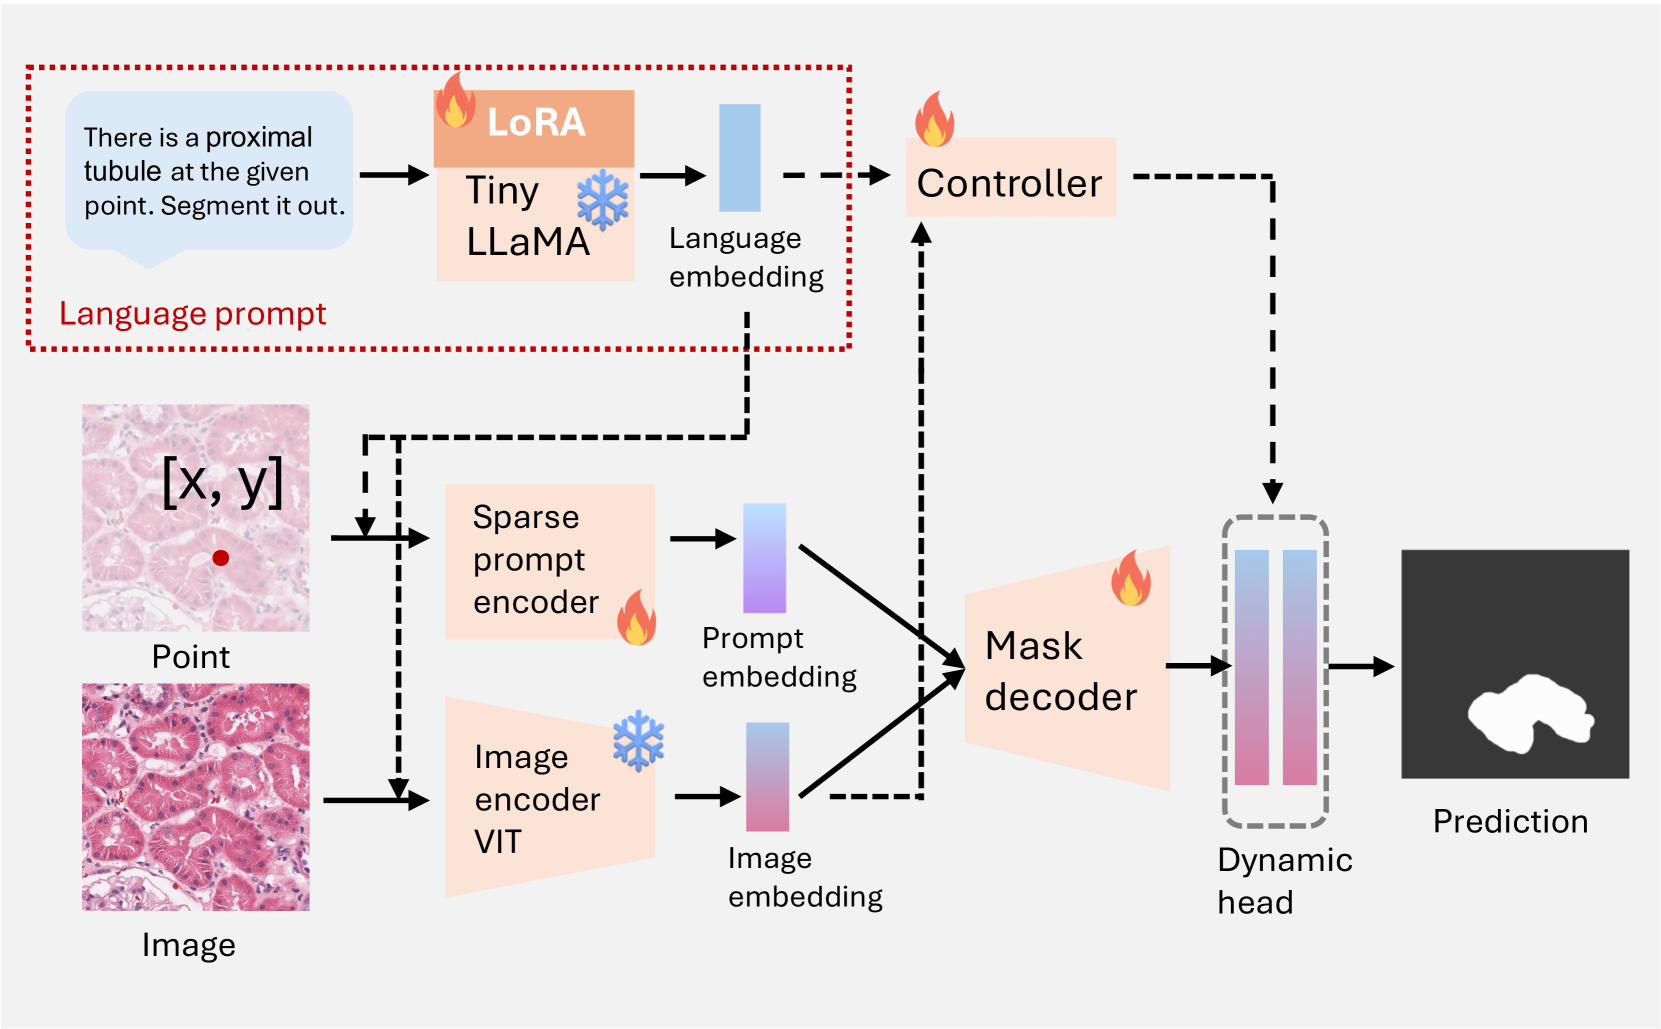 There is a proximal
tubule at the given
point. Segment it out.
Language prompt
LoRA
Tiny
LLaMA
Language
embedding
Controller
[x, y]
Point
Sparse
prompt
encoder
Prompt
embedding
Image
Image
encoder
VIT
Image
embedding
Mask
decoder
Dynamic
head
Prediction